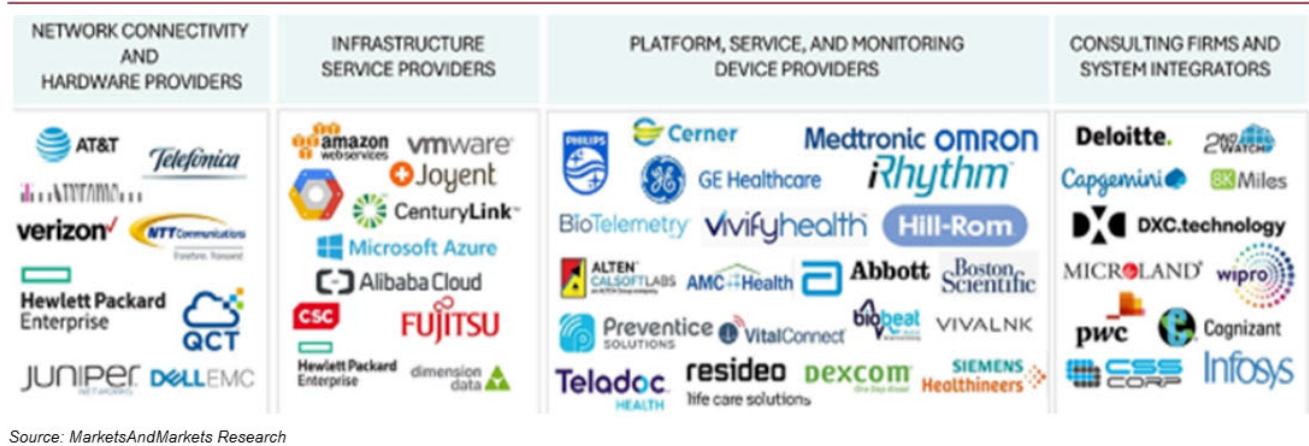 NETWORK CONNECTIVITY
AND
HARDWARE PROVIDERS
INFRASTRUCTURE
SERVICE PROVIDERS
PLATFORM, SERVICE, AND MONITORING
DEVICE PROVIDERS
CONSULTING FIRMS AND
SYSTEM INTEGRATORS
AT&T
Telefónica
verizon
NTT Communications
Hewlett Packard
Enterprise
QCT
JUNIPER
NETWORKS
DELLEMC
amazon
webservices
vmware
Joyent
CenturyLink
Microsoft Azure
Alibaba Cloud
CSC
FUJITSU
Hewlett Packard
Enterprise
dimension
data
PHILIPS
Cerner
Medtronic
OMRON
GE Healthcare
iRhythm
BioTelemetry
Vivifyhealth
Hill-Rom
ALTEN
CALSOFTLABS
AMC Health
Abbott
Boston
Scientific
Preventice
SOLUTIONS
VitalConnect
biobeat
VIVALNK
Teladoc
HEALTH
resideo
life care solutions
Dexcom
SIEMENS
Healthineers
Deloitte.
2ND
WATCH
Capgemini
8K Miles
DXC.technology
MICROLAND
wipro
pwc
Cognizant
CSS
CORP
Infosys
Source: MarketsAndMarkets Research